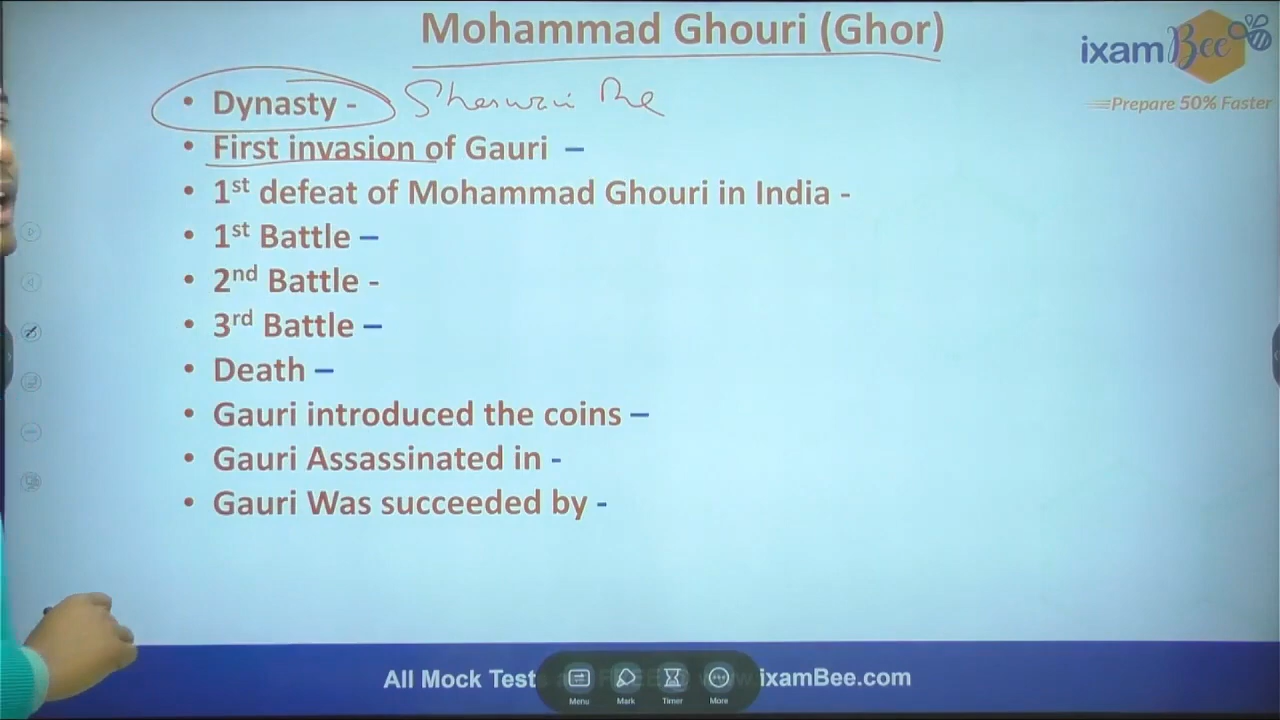 Mohammad Ghouri (Ghor)
ixamBee
Prepare 50% Faster
• Dynasty -
• First invasion of Gauri –
• 1st defeat of Mohammad Ghouri in India -
• 1st Battle –
• 2nd Battle -
• 3rd Battle –
• Death –
• Gauri introduced the coins –
• Gauri Assassinated in -
• Gauri Was succeeded by -
All Mock Test ixamBee.com
Menu Mark Timer More